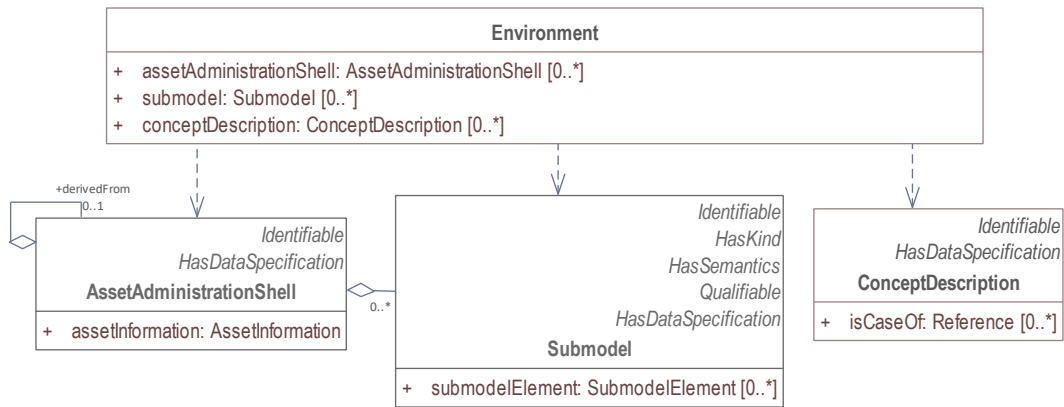 Environment
+ assetAdministrationShell: AssetAdministrationShell [0..*]
+ submodel: Submodel [0..*]
+ conceptDescription: ConceptDescription [0..*]
+derivedFrom
0..1
Identifiable
HasDataSpecification
AssetAdministrationShell
+ assetInformation: AssetInformation
0..*
Identifiable
HasKind
HasSemantics
Qualifiable
HasDataSpecification
Submodel
+ submodelElement: SubmodelElement [0..*]
Identifiable
HasDataSpecification
ConceptDescription
+ isCaseOf: Reference [0..*]